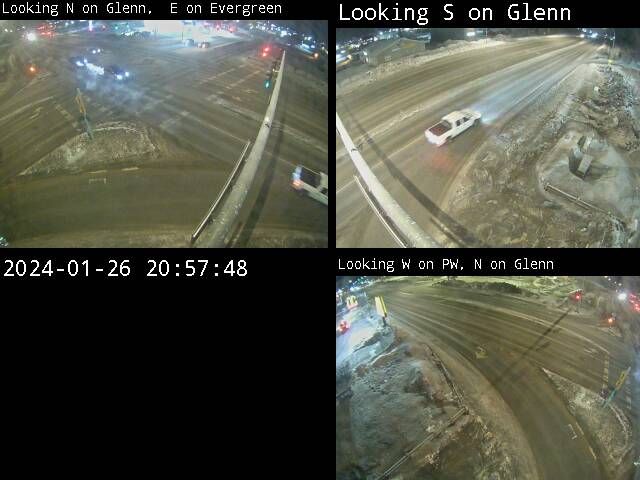 Looking N on Glenn,  E on Evergreen
Looking S on Glenn
2024-01-26 20:57:48
Looking W on PW, N on Glenn